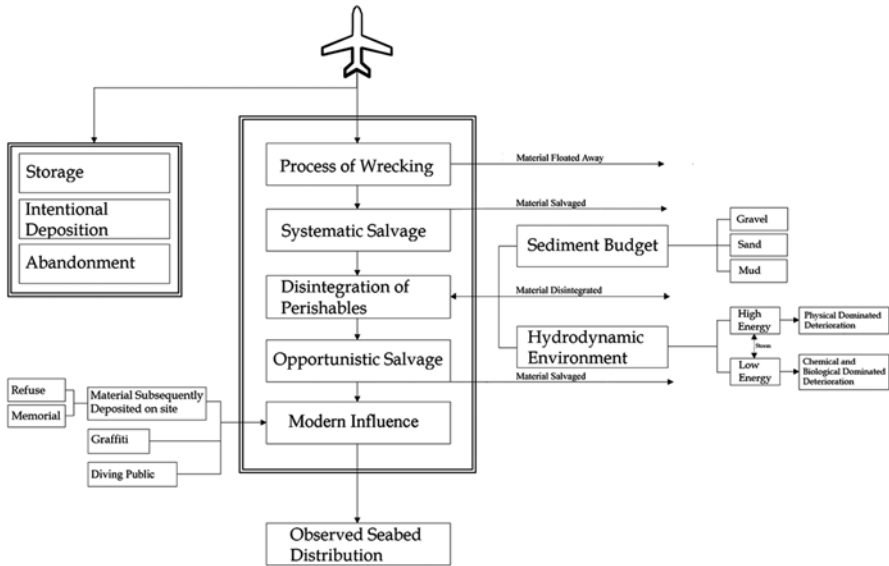 Storage
Intentional
Deposition
Abandonment
Process of Wrecking
Material Floated Away
Systematic Salvage
Material Salvaged
Disintegration of
Perishables
Material Disintegrated
Opportunistic Salvage
Material Salvaged
Modern Influence
Observed Seabed
Distribution
Sediment Budget
Gravel
Sand
Mud
Hydrodynamic
Environment
High
Energy
Physical Dominated
Deterioration
Storm
Low
Energy
Chemical and
Biological Dominated
Deterioration
Refuse
Memorial
Material Subsequently
Deposited on site
Graffiti
Diving Public